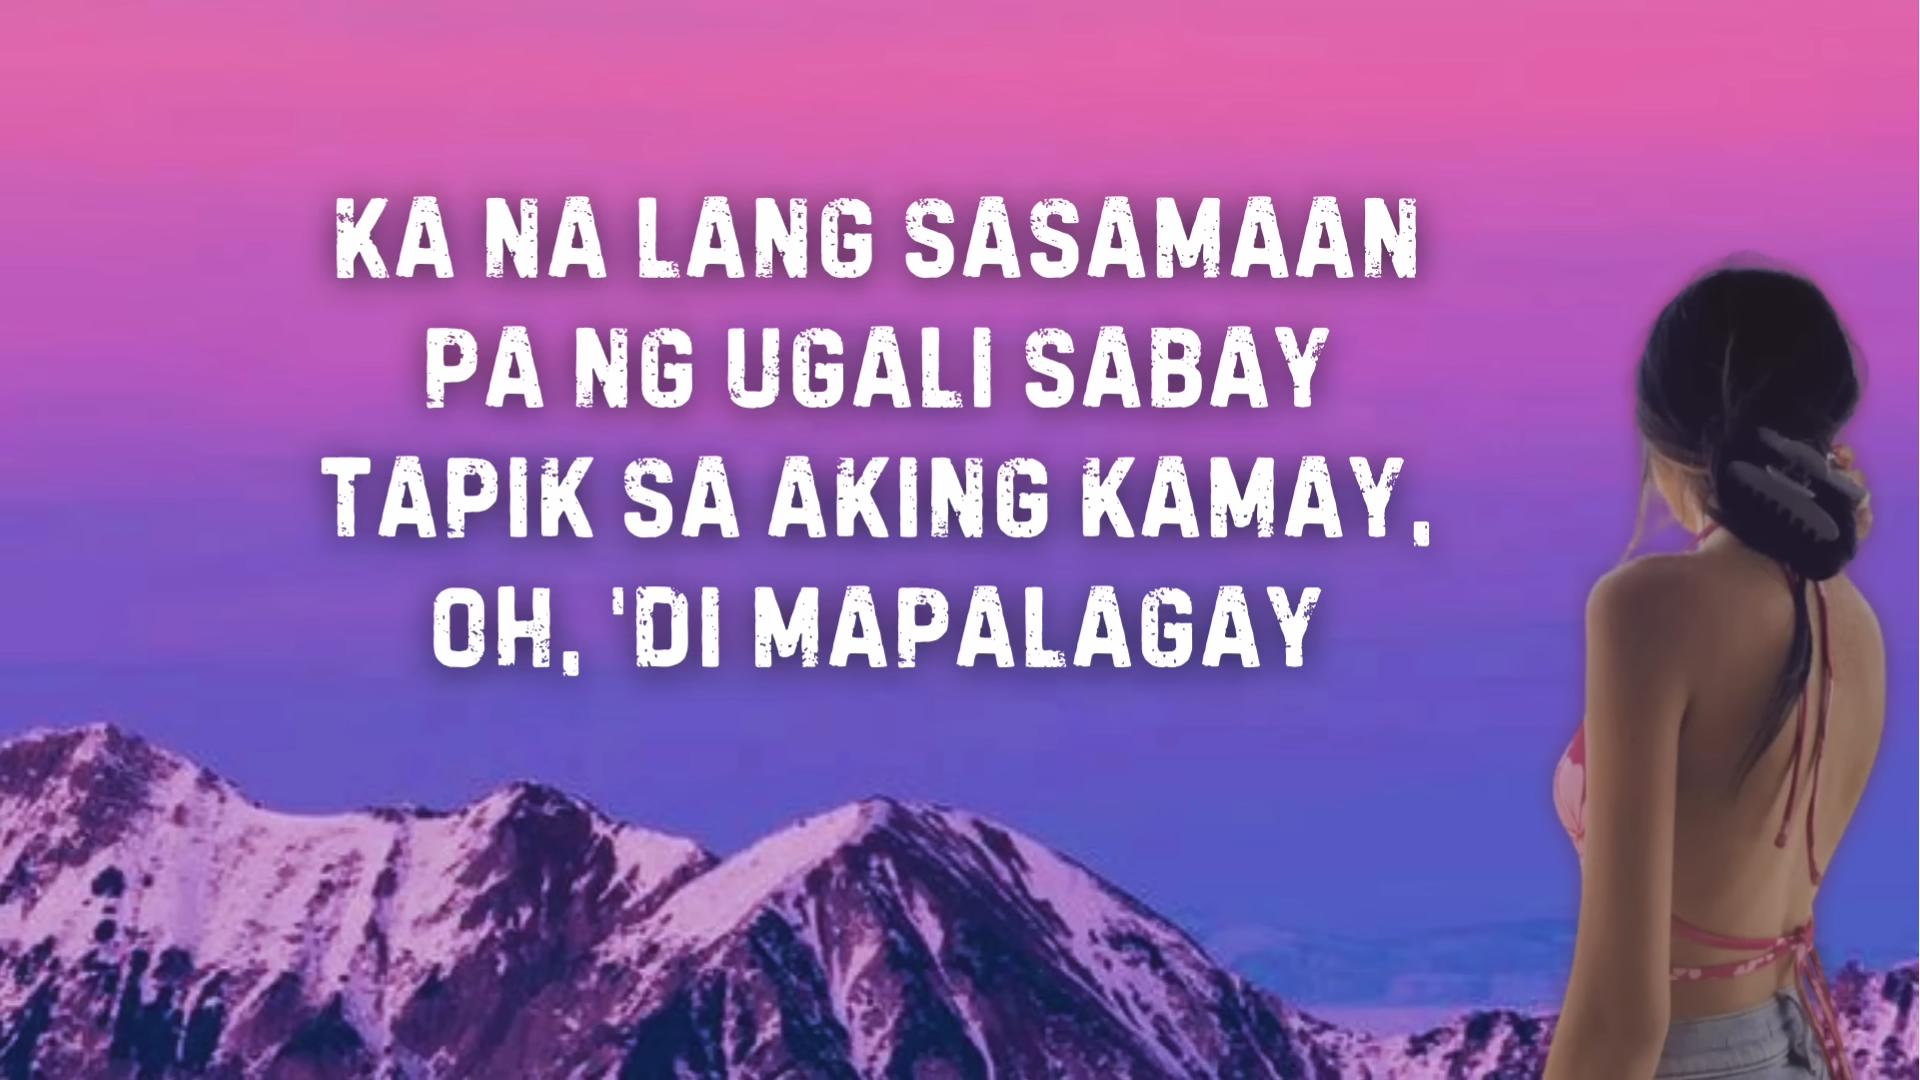 KA NA LANG SASAMAAN
PA NG UGALI SABAY
TAPIK SA AKING KAMAY,
OH, 'DI MAPALAGAY